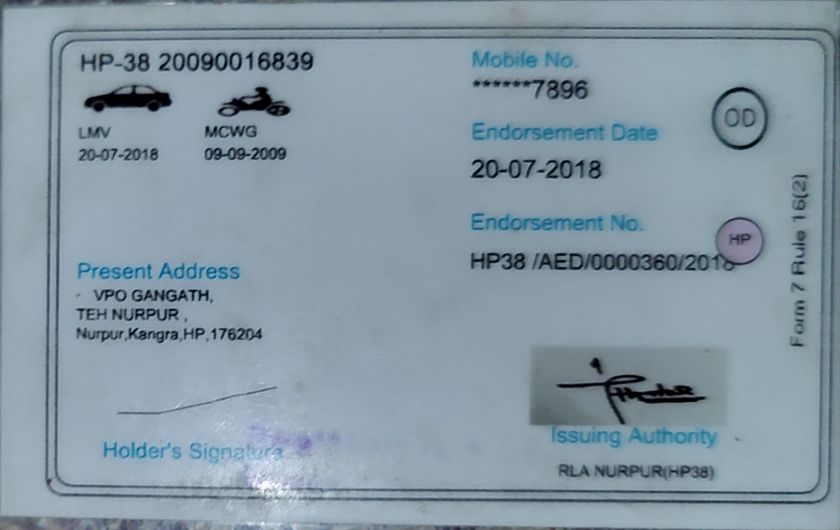 HP-38 20090016839
LMV MCWG
20-07-2018 09-09-2009
Mobile No.
******7896
Endorsement Date
20-07-2018
Endorsement No.
HP38 /AED/0000360/2018
OD
HP
Form 7 Rule 16(2)
Present Address
VPO GANGATH,
TEH NURPUR ,
Nurpur,Kangra,HP,176204
Holder's Signature
Issuing Authority
RLA NURPUR(HP38)